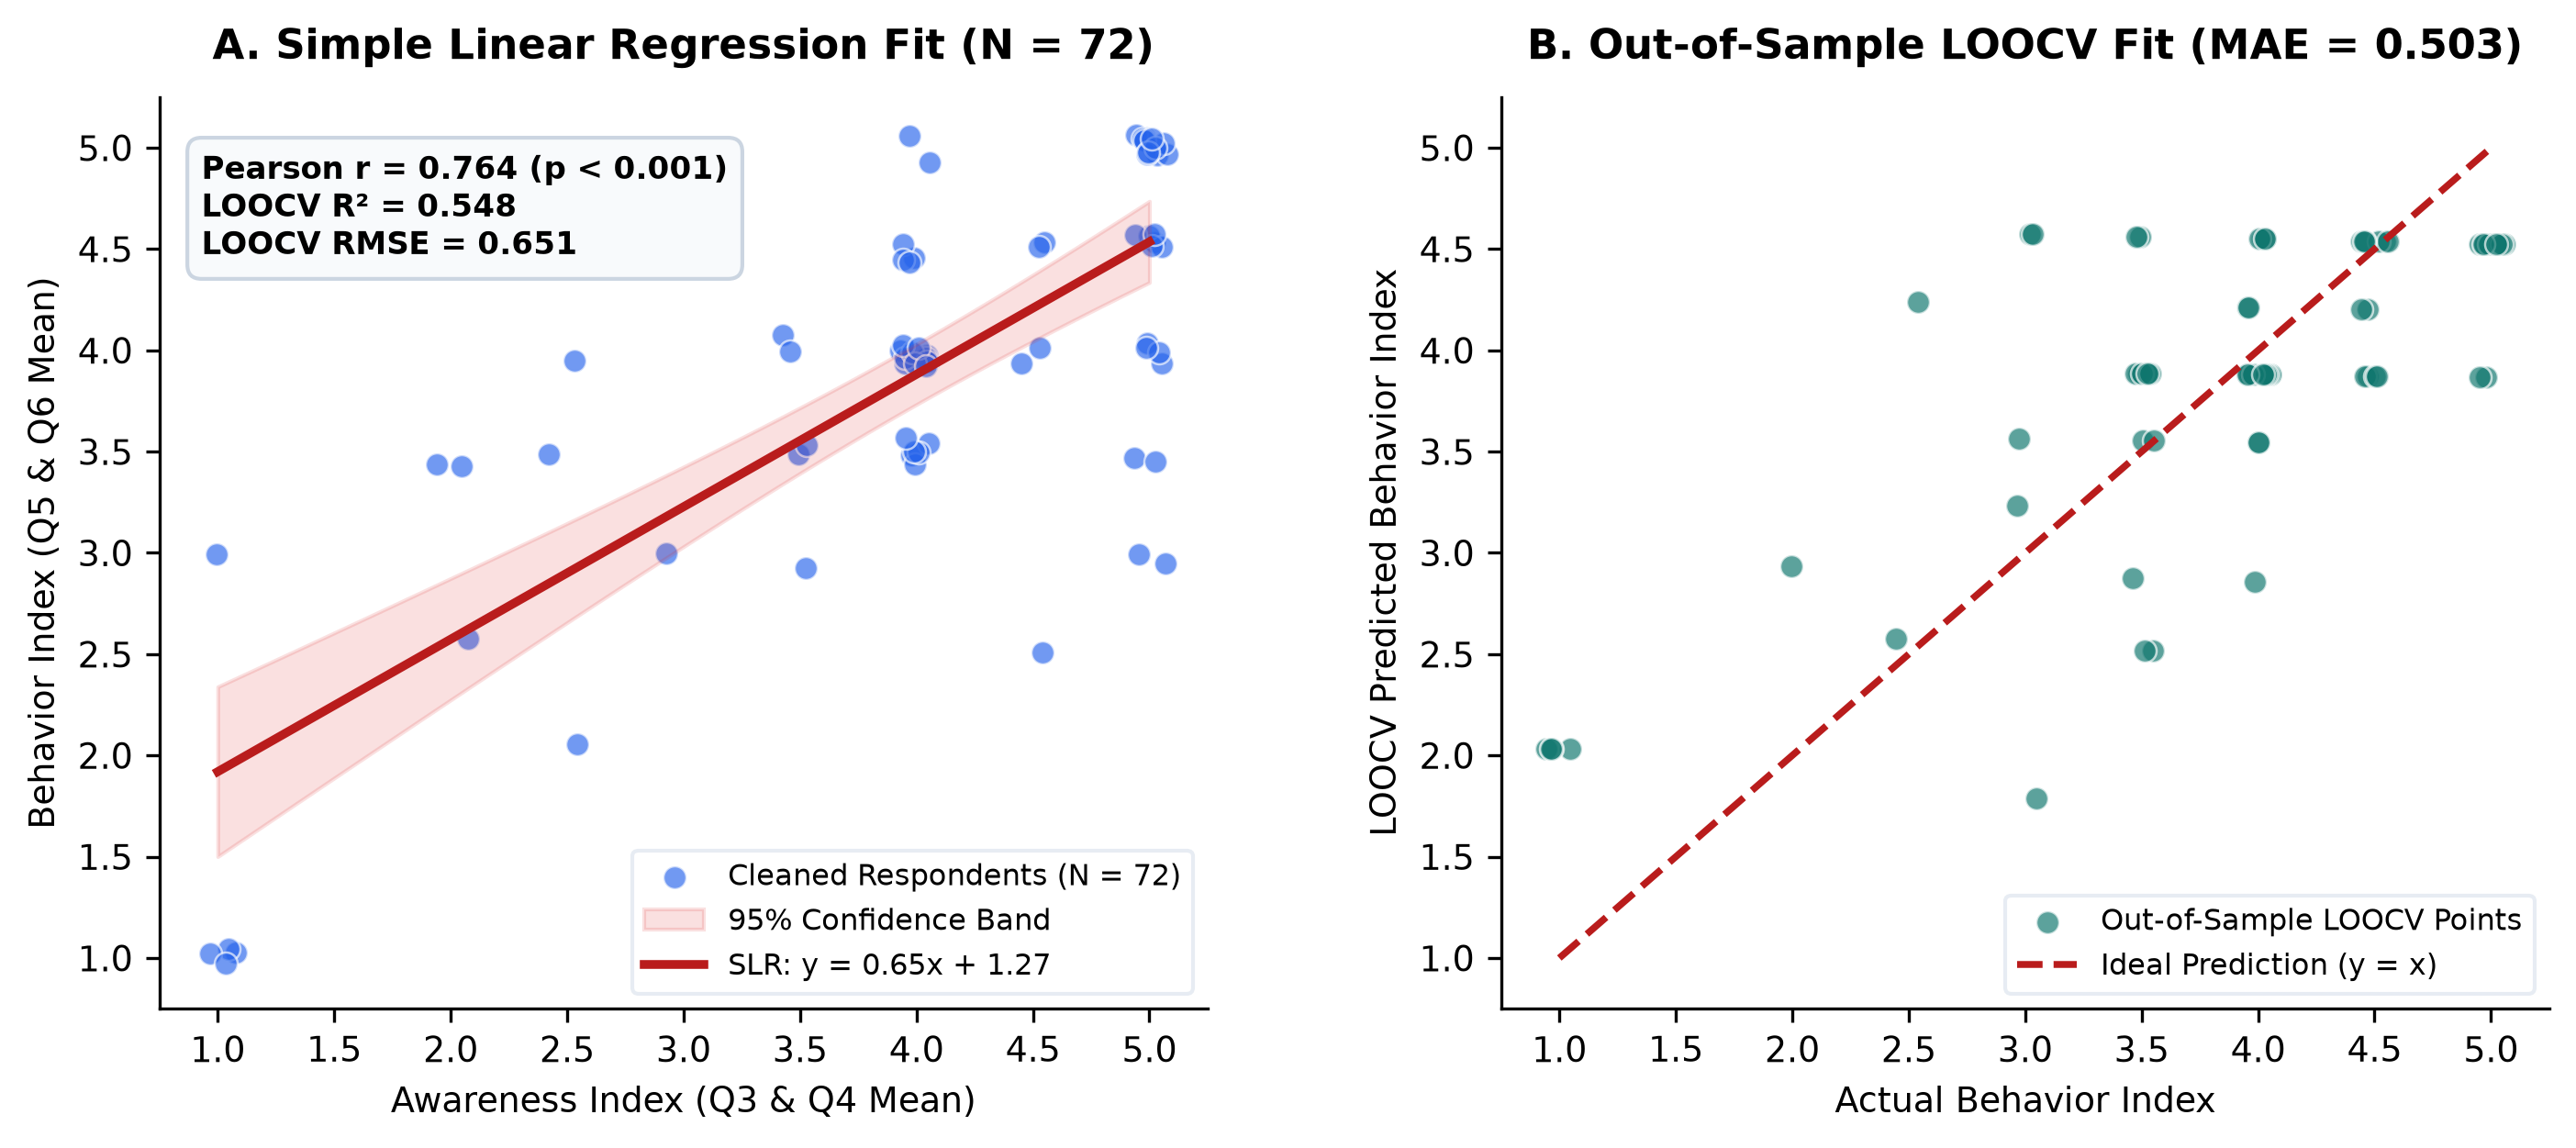 A. Simple Linear Regression Fit (N = 72)
Pearson r = 0.764 (p < 0.001)
LOOCV R² = 0.548
LOOCV RMSE = 0.651
Behavior Index (Q5 & Q6 Mean)
5.0
4.5
4.0
3.5
3.0
2.5
2.0
1.5
1.0
Cleaned Respondents (N = 72)
95% Confidence Band
SLR: y = 0.65x + 1.27
1.0 1.5 2.0 2.5 3.0 3.5 4.0 4.5 5.0
Awareness Index (Q3 & Q4 Mean)
B. Out-of-Sample LOOCV Fit (MAE = 0.503)
LOOCV Predicted Behavior Index
5.0
4.5
4.0
3.5
3.0
2.5
2.0
1.5
1.0
Out-of-Sample LOOCV Points
Ideal Prediction (y = x)
1.0 1.5 2.0 2.5 3.0 3.5 4.0 4.5 5.0
Actual Behavior Index